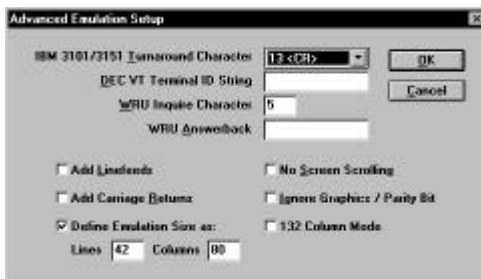 Advanced Emulation Setup
IBM 3101/3151 Turnaround Character 13 <CR>
OK
DEC VT Terminal ID String
Cancel
WRU Inquire Character 5
WRU Answerback
Add Linefeeds
No Screen Scrolling
Add Carriage Returns
Ignore Graphics / Parity Bit
Define Emulation Size as:
132 Column Mode
Lines 42 Columns 80